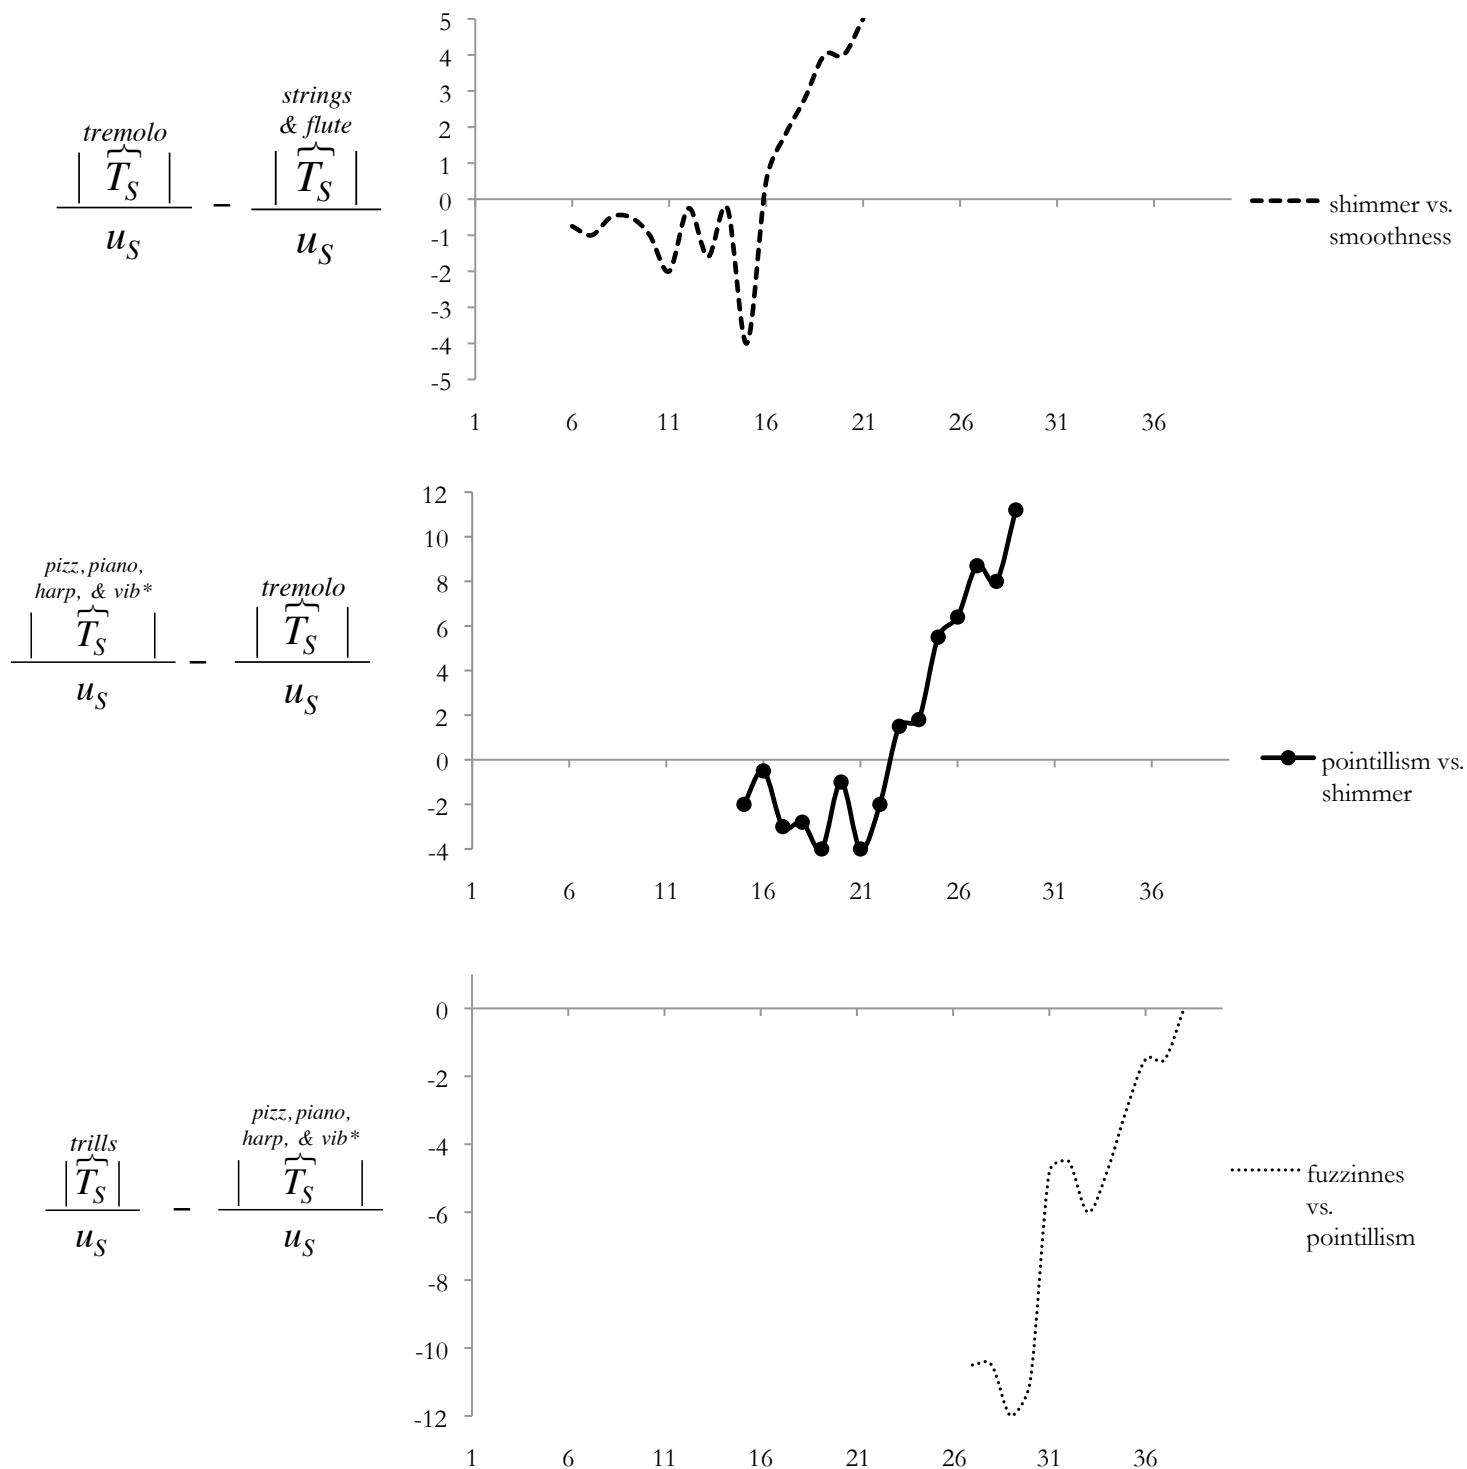 5
4
3
2
1
0
-1
-2
-3
-4
-5
1 6 11 16 21 26 31 36
tremolo
| T_S |
u_S
–
strings
& flute
| T_S |
u_S
shimmer vs.
smoothness
12
10
8
6
4
2
0
-2
-4
1 6 11 16 21 26 31 36
pizz, piano,
harp, & vib*
| T_S |
u_S
–
tremolo
| T_S |
u_S
pointillism vs.
shimmer
0
-2
-4
-6
-8
-10
-12
1 6 11 16 21 26 31 36
trills
| T_S |
u_S
–
pizz, piano,
harp, & vib*
| T_S |
u_S
fuzzinnes
vs.
pointillism